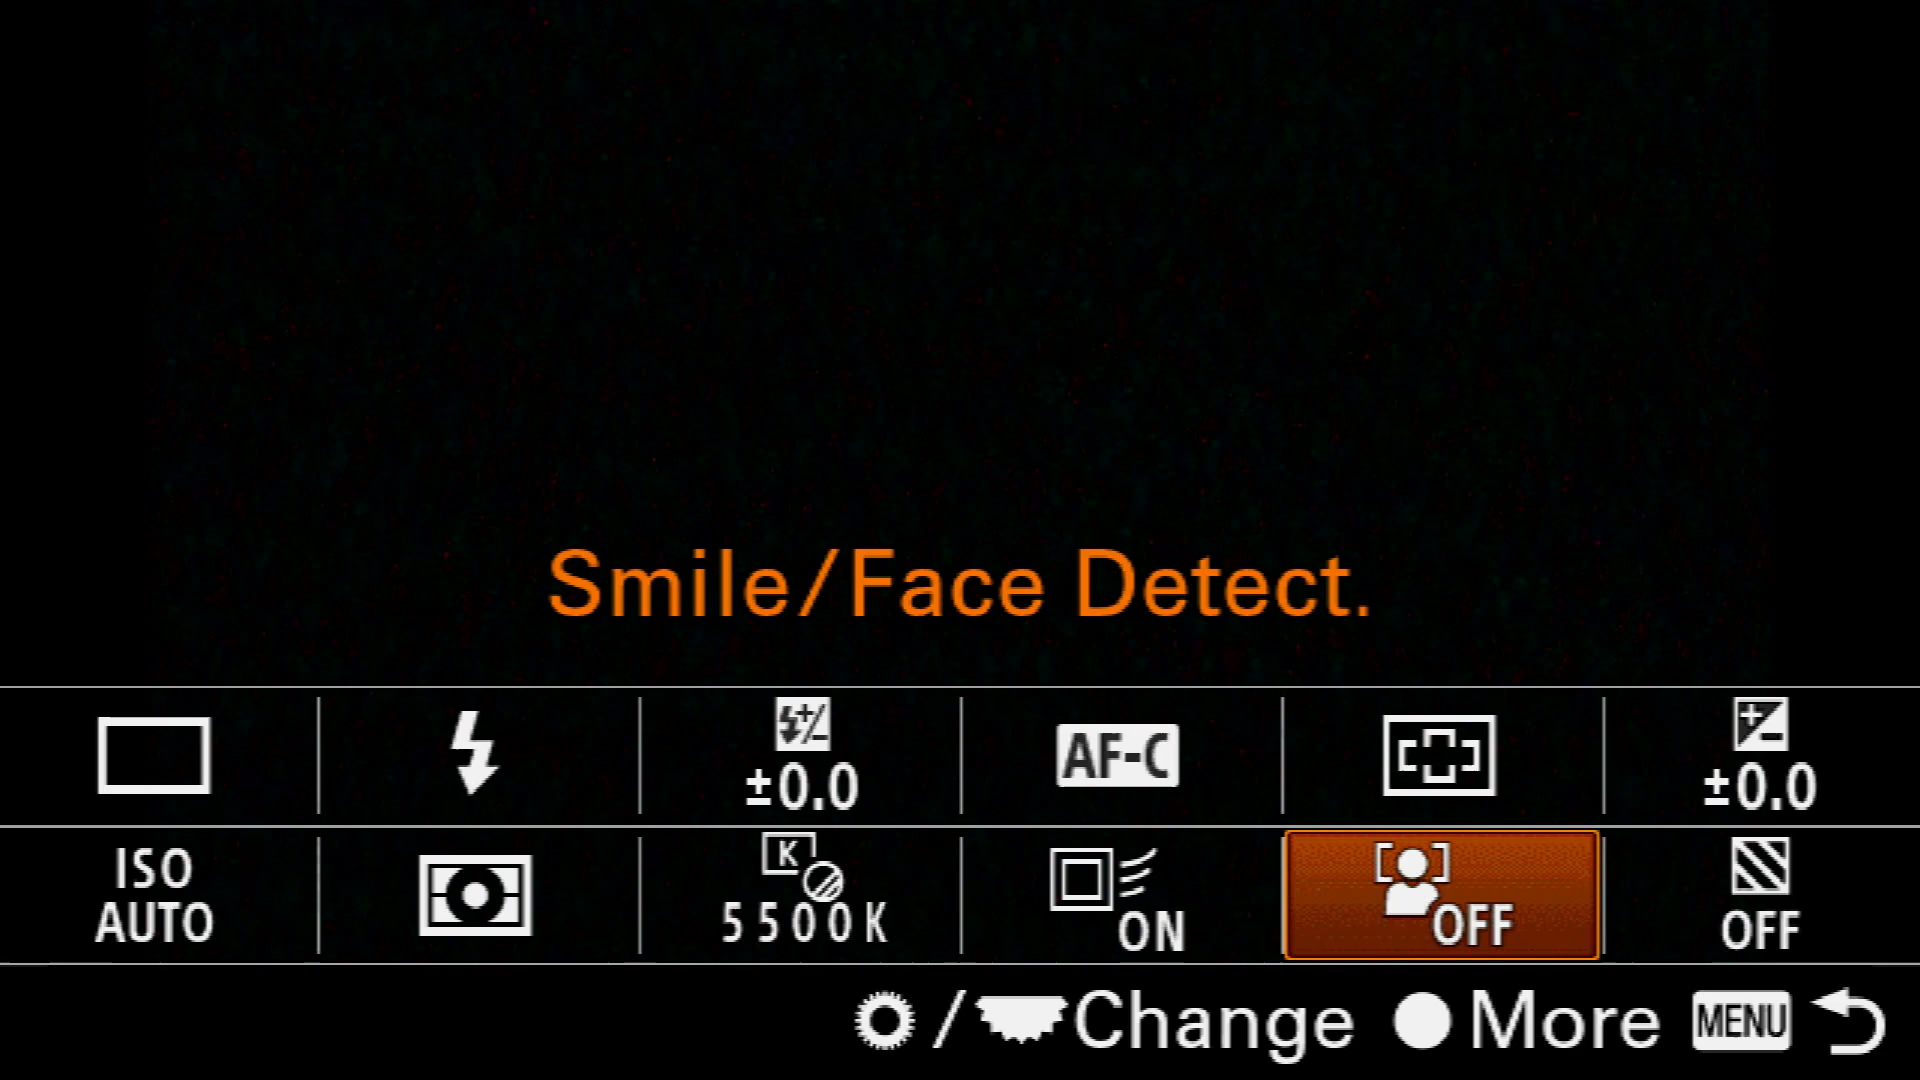 Smile/Face Detect.
±0.0
AF-C
±0.0
ISO
AUTO
K
5500K
ON
OFF
OFF
/ Change More MENU